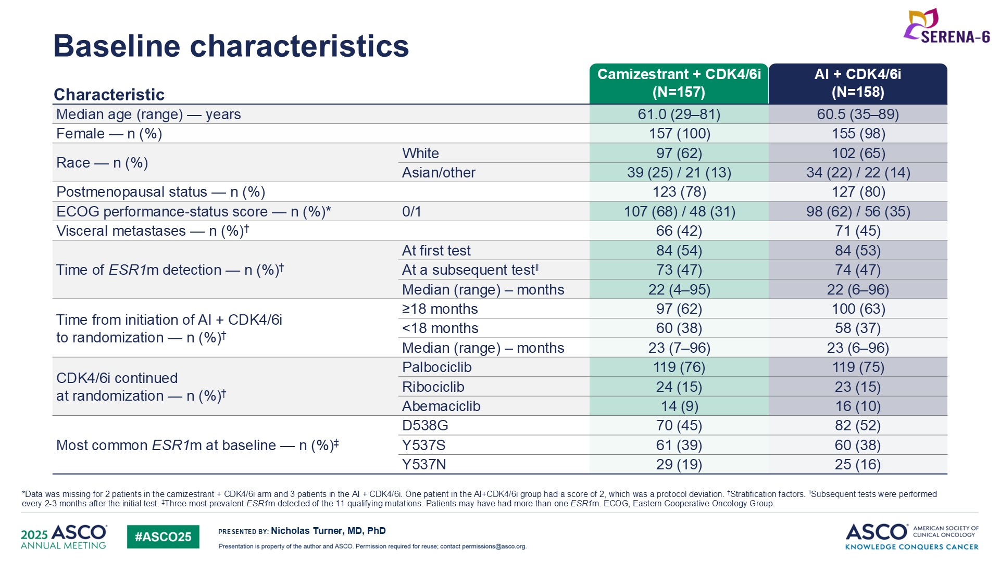 SERENA-6
Baseline characteristics
Characteristic
Camizestrant + CDK4/6i
(N=157)
AI + CDK4/6i
(N=158)
Median age (range) — years 61.0 (29–81) 60.5 (35–89)
Female — n (%) 157 (100) 155 (98)
Race — n (%)
White 97 (62) 102 (65)
Asian/other 39 (25) / 21 (13) 34 (22) / 22 (14)
Postmenopausal status — n (%) 123 (78) 127 (80)
ECOG performance-status score — n (%)* 0/1 107 (68) / 48 (31) 98 (62) / 56 (35)
Visceral metastases — n (%)† 66 (42) 71 (45)
Time of ESR1m detection — n (%)†
At first test 84 (54) 84 (53)
At a subsequent test‖ 73 (47) 74 (47)
Median (range) – months 22 (4–95) 22 (6–96)
Time from initiation of AI + CDK4/6i
to randomization — n (%)†
≥18 months 97 (62) 100 (63)
<18 months 60 (38) 58 (37)
Median (range) – months 23 (7–96) 23 (6–96)
CDK4/6i continued
at randomization — n (%)†
Palbociclib 119 (76) 119 (75)
Ribociclib 24 (15) 23 (15)
Abemaciclib 14 (9) 16 (10)
Most common ESR1m at baseline — n (%)‡
D538G 70 (45) 82 (52)
Y537S 61 (39) 60 (38)
Y537N 29 (19) 25 (16)
*Data was missing for 2 patients in the camizestrant + CDK4/6i arm and 3 patients in the AI + CDK4/6i. One patient in the AI+CDK4/6i group had a score of 2, which was a protocol deviation. †Stratification factors. ‖Subsequent tests were performed
every 2-3 months after the initial test. ‡Three most prevalent ESR1m detected of the 11 qualifying mutations. Patients may have had more than one ESR1m. ECOG, Eastern Cooperative Oncology Group.
2025 ASCO®
ANNUAL MEETING
#ASCO25
PRESENTED BY: Nicholas Turner, MD, PhD
Presentation is property of the author and ASCO. Permission required for reuse; contact permissions@asco.org.
ASCO® AMERICAN SOCIETY OF
CLINICAL ONCOLOGY
KNOWLEDGE CONQUERS CANCER